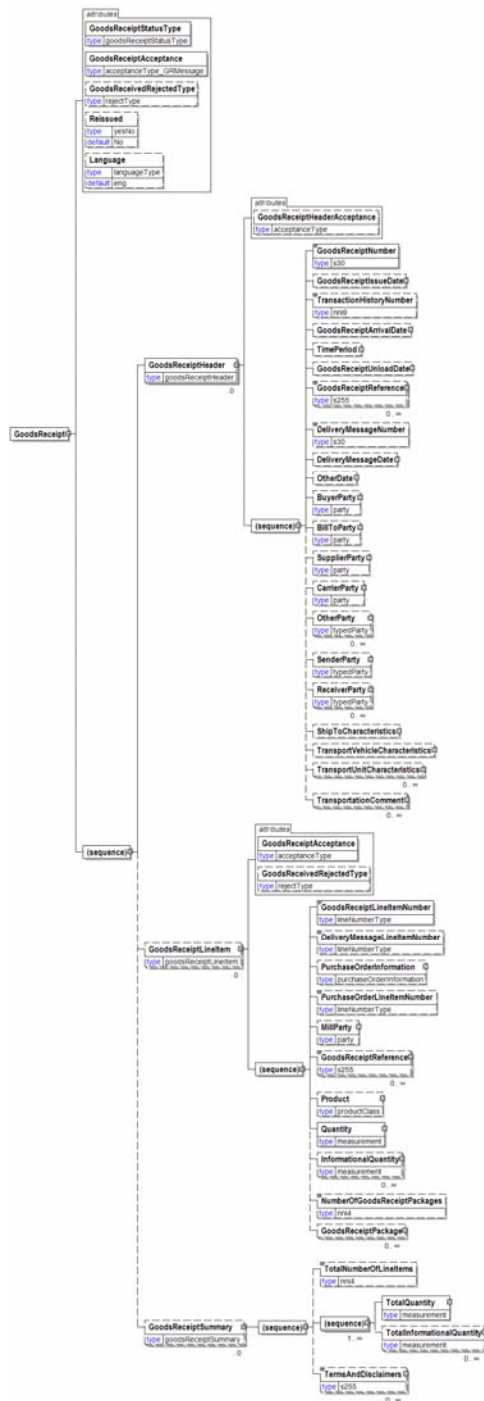 attributes
GoodsReceiptStatusType
type goodsReceiptStatusType
GoodsReceiptAcceptance
type acceptanceType_GRMessage
GoodsReceivedRejectedType
type rejectType
Reissued
type yesNo
default No
Language
type languageType
default eng
GoodsReceipt
(sequence)
GoodsReceiptHeader
type goodsReceiptHeader
..0
attributes
GoodsReceiptHeaderAcceptance
type acceptanceType
(sequence)
GoodsReceiptNumber
type s30
GoodsReceiptIssueDate
TransactionHistoryNumber
type nni9
GoodsReceiptArrivalDate
TimePeriod
GoodsReceiptUnloadDate
GoodsReceiptReference
type s255
0..∞
DeliveryMessageNumber
type s30
DeliveryMessageDate
OtherDate
BuyerParty
type party
BillToParty
type party
SupplierParty
type party
CarrierParty
type party
OtherParty
type typedParty
0..∞
SenderParty
type typedParty
ReceiverParty
type typedParty
0..∞
ShipToCharacteristics
TransportVehicleCharacteristics
TransportUnitCharacteristics
0..∞
TransportationComment
0..∞
GoodsReceiptLineItem
type goodsReceiptLineItem
..0
attributes
GoodsReceiptAcceptance
type acceptanceType
GoodsReceivedRejectedType
type rejectType
(sequence)
GoodsReceiptLineItemNumber
type lineNumberType
DeliveryMessageLineItemNumber
type lineNumberType
PurchaseOrderInformation
type purchaseOrderInformation
PurchaseOrderLineItemNumber
type lineNumberType
MillParty
type party
GoodsReceiptReference
type s255
0..∞
Product
type productClass
Quantity
type measurement
InformationalQuantity
type measurement
0..∞
NumberOfGoodsReceiptPackages
type nni4
GoodsReceiptPackage
0..∞
GoodsReceiptSummary
type goodsReceiptSummary
..0
(sequence)
TotalNumberOfLineItems
type nni4
(sequence)
1..∞
TotalQuantity
type measurement
TotalInformationalQuantity
type measurement
0..∞
TermsAndDisclaimers
type s255
0..∞